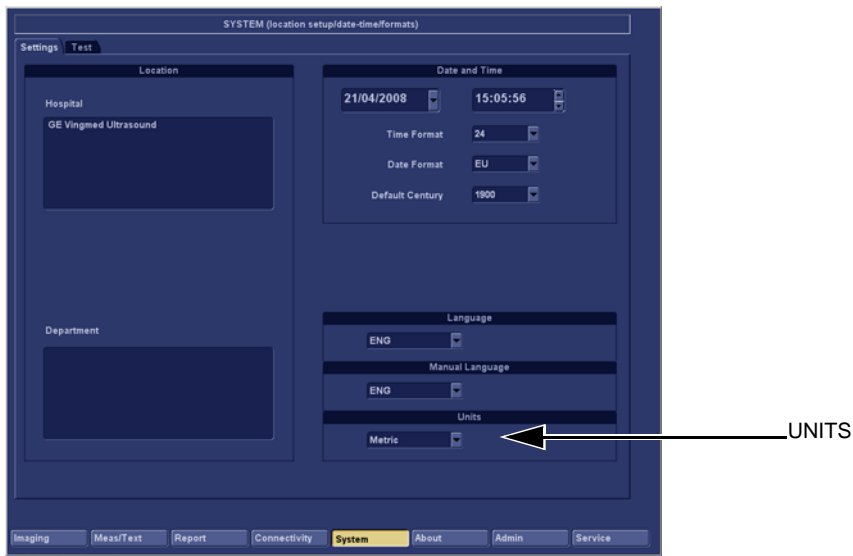 SYSTEM (location setup/date-time/formats)
Settings Test
Location
Hospital
GE Vingmed Ultrasound
Department
Date and Time
21/04/2008 15:05:56
Time Format 24
Date Format EU
Default Century 1900
Language
ENG
Manual Language
ENG
Units
Metric
UNITS
Imaging Meas/Text Report Connectivity System About Admin Service